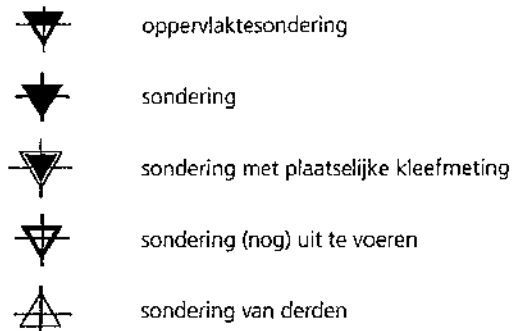 oppervlaktesondering
sondering
sondering met plaatselijke kleefmeting
sondering (nog) uit te voeren
sondering van derden